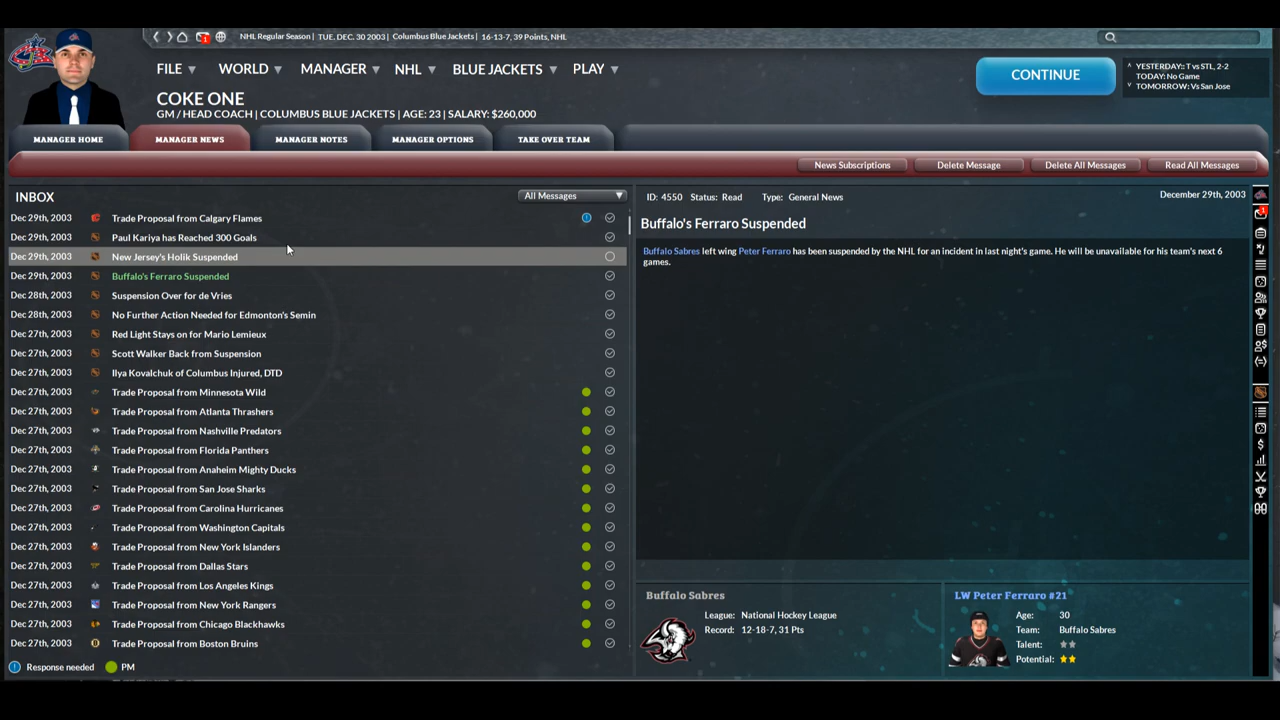 1
NHL Regular Season | TUE. DEC. 30 2003 | Columbus Blue Jackets | 16-13-7, 39 Points, NHL
FILE WORLD MANAGER NHL BLUE JACKETS PLAY
CONTINUE
YESTERDAY:: T vs STL, 2-2
TODAY: No Game
TOMORROW: Vs San Jose
COKE ONE
GM / HEAD COACH | COLUMBUS BLUE JACKETS | AGE: 23 | SALARY: $260,000
MANAGER HOME MANAGER NEWS MANAGER NOTES MANAGER OPTIONS TAKE OVER TEAM
News Subscriptions Delete Message Delete All Messages Read All Messages
INBOX All Messages
Dec 29th, 2003 Trade Proposal from Calgary Flames
Dec 29th, 2003 Paul Kariya has Reached 300 Goals
Dec 29th, 2003 New Jersey's Holik Suspended
Dec 29th, 2003 Buffalo's Ferraro Suspended
Dec 28th, 2003 Suspension Over for de Vries
Dec 28th, 2003 No Further Action Needed for Edmonton's Semin
Dec 27th, 2003 Red Light Stays on for Mario Lemieux
Dec 27th, 2003 Scott Walker Back from Suspension
Dec 27th, 2003 Ilya Kovalchuk of Columbus Injured, DTD
Dec 27th, 2003 Trade Proposal from Minnesota Wild
Dec 27th, 2003 Trade Proposal from Atlanta Thrashers
Dec 27th, 2003 Trade Proposal from Nashville Predators
Dec 27th, 2003 Trade Proposal from Florida Panthers
Dec 27th, 2003 Trade Proposal from Anaheim Mighty Ducks
Dec 27th, 2003 Trade Proposal from San Jose Sharks
Dec 27th, 2003 Trade Proposal from Carolina Hurricanes
Dec 27th, 2003 Trade Proposal from Washington Capitals
Dec 27th, 2003 Trade Proposal from New York Islanders
Dec 27th, 2003 Trade Proposal from Dallas Stars
Dec 27th, 2003 Trade Proposal from Los Angeles Kings
Dec 27th, 2003 Trade Proposal from New York Rangers
Dec 27th, 2003 Trade Proposal from Chicago Blackhawks
Dec 27th, 2003 Trade Proposal from Boston Bruins
Response needed PM
ID: 4550 Status: Read Type: General News December 29th, 2003
Buffalo's Ferraro Suspended
Buffalo Sabres left wing Peter Ferraro has been suspended by the NHL for an incident in last night's game. He will be unavailable for his team's next 6
games.
Buffalo Sabres
League: National Hockey League
Record: 12-18-7, 31 Pts
LW Peter Ferraro #21
Age: 30
Team: Buffalo Sabres
Talent:
Potential:
1